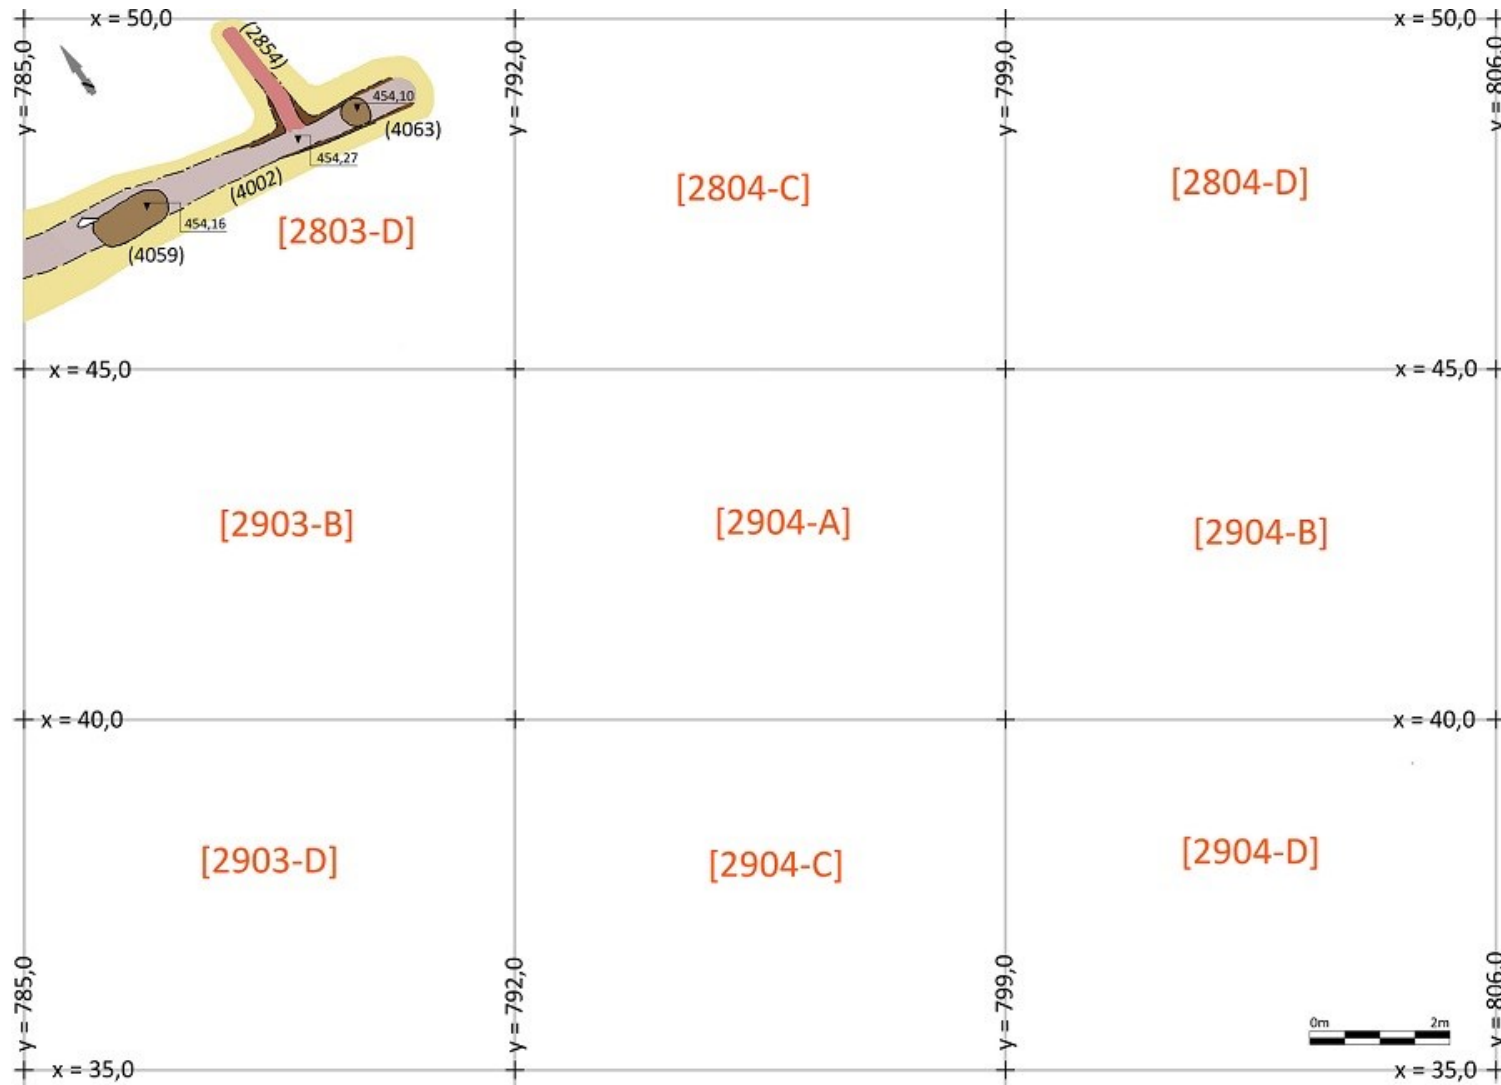 x = 50,0
x = 50,0
y = 785,0
y = 792,0
y = 799,0
y = 806,0
(2854)
454,10
(4063)
454,27
(4002)
454,16
(4059)
[2803-D]
[2804-C]
[2804-D]
x = 45,0
x = 45,0
[2903-B]
[2904-A]
[2904-B]
x = 40,0
x = 40,0
[2903-D]
[2904-C]
[2904-D]
y = 785,0
y = 792,0
y = 799,0
y = 806,0
0m
2m
x = 35,0
x = 35,0